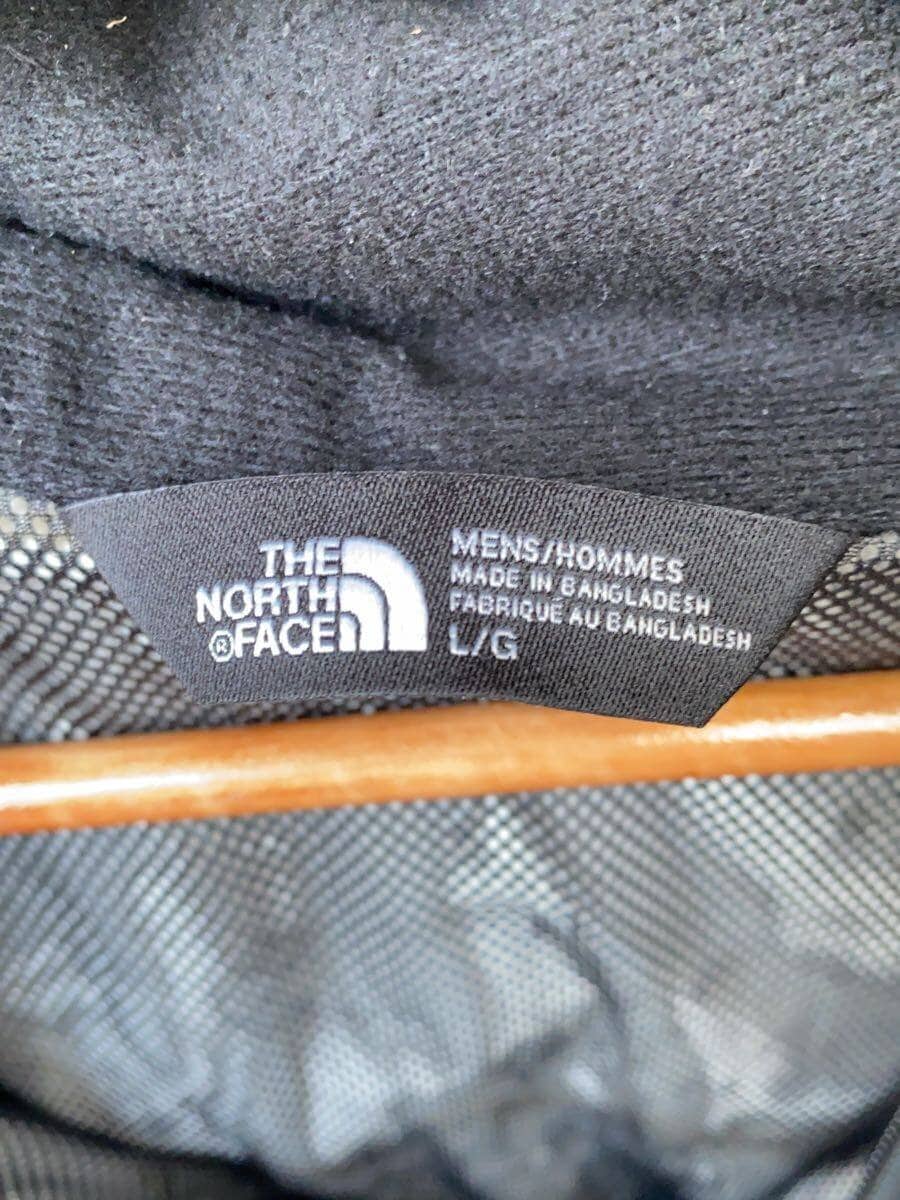 THE
NORTH
®FACE
MENS/HOMMES
MADE IN BANGLADESH
FABRIQUE AU BANGLADESH
L/G